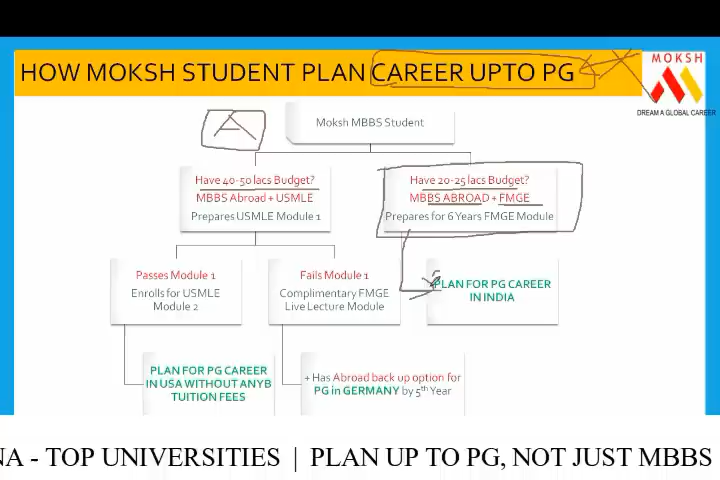 HOW MOKSH STUDENT PLAN CAREER UPTO PG
MOKSH
DREAM A GLOBAL CAREER
A
Moksh MBBS Student
Have 40-50 lacs Budget?
MBBS Abroad + USMLE
Prepares USMLE Module 1
Have 20-25 lacs Budget?
MBBS ABROAD + FMGE
Prepares for 6 Years FMGE Module
Passes Module 1
Enrolls for USMLE
Module 2
Fails Module 1
Complimentary FMGE
Live Lecture Module
PLAN FOR PG CAREER
IN INDIA
PLAN FOR PG CAREER
IN USA WITHOUT ANYB
TUITION FEES
+ Has Abroad back up option for
PG in GERMANY by 5th Year
NA - TOP UNIVERSITIES | PLAN UP TO PG, NOT JUST MBBS